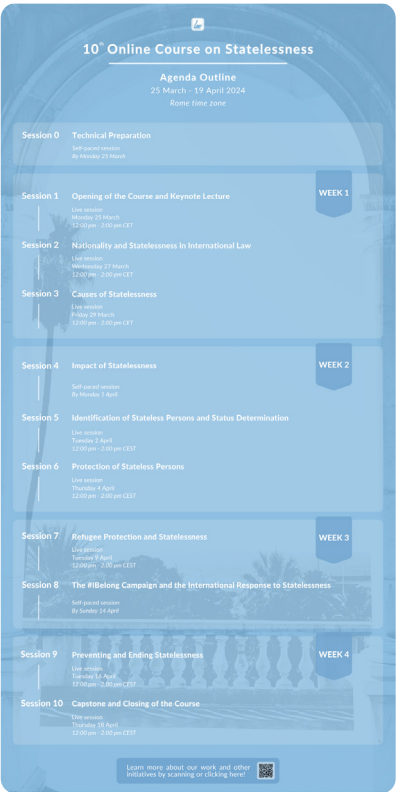 10th Online Course on Statelessness
Agenda Outline
25 March - 19 April 2024
Rome time zone
Session 0 Technical Preparation
Self-paced session
By Monday 25 March
WEEK 1
Session 1 Opening of the Course and Keynote Lecture
Live session
Monday 25 March
12:00 pm - 2:00 pm CET
Session 2 Nationality and Statelessness in International Law
Live session
Wednesday 27 March
12:00 pm - 2:00 pm CET
Session 3 Causes of Statelessness
Live session
Friday 29 March
12:00 pm - 2:00 pm CET
WEEK 2
Session 4 Impact of Statelessness
Self-paced session
By Monday 1 April
Session 5 Identification of Stateless Persons and Status Determination
Live session
Tuesday 2 April
12:00 pm - 2:00 pm CEST
Session 6 Protection of Stateless Persons
Live session
Thursday 4 April
12:00 pm - 2:00 pm CEST
WEEK 3
Session 7 Refugee Protection and Statelessness
Live session
Tuesday 9 April
12:00 pm - 2:00 pm CEST
Session 8 The #IBelong Campaign and the International Response to Statelessness
Self-paced session
By Sunday 14 April
WEEK 4
Session 9 Preventing and Ending Statelessness
Live session
Tuesday 16 April
12:00 pm - 2:00 pm CEST
Session 10 Capstone and Closing of the Course
Live session
Thursday 18 April
12:00 pm - 2:00 pm CEST
Learn more about our work and other
initiatives by scanning or clicking here!